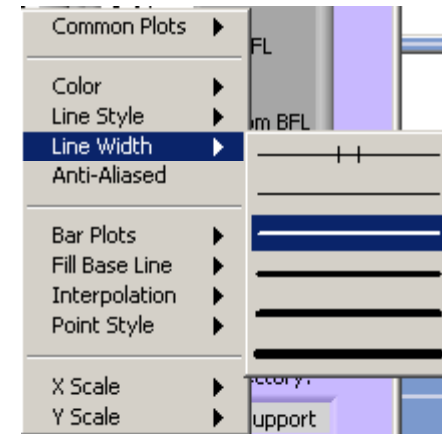 Common Plots
FL
Color
Line Style
om BFL
Line Width
Anti-Aliased
Bar Plots
Fill Base Line
Interpolation
Point Style
X Scale
Y Scale
upport